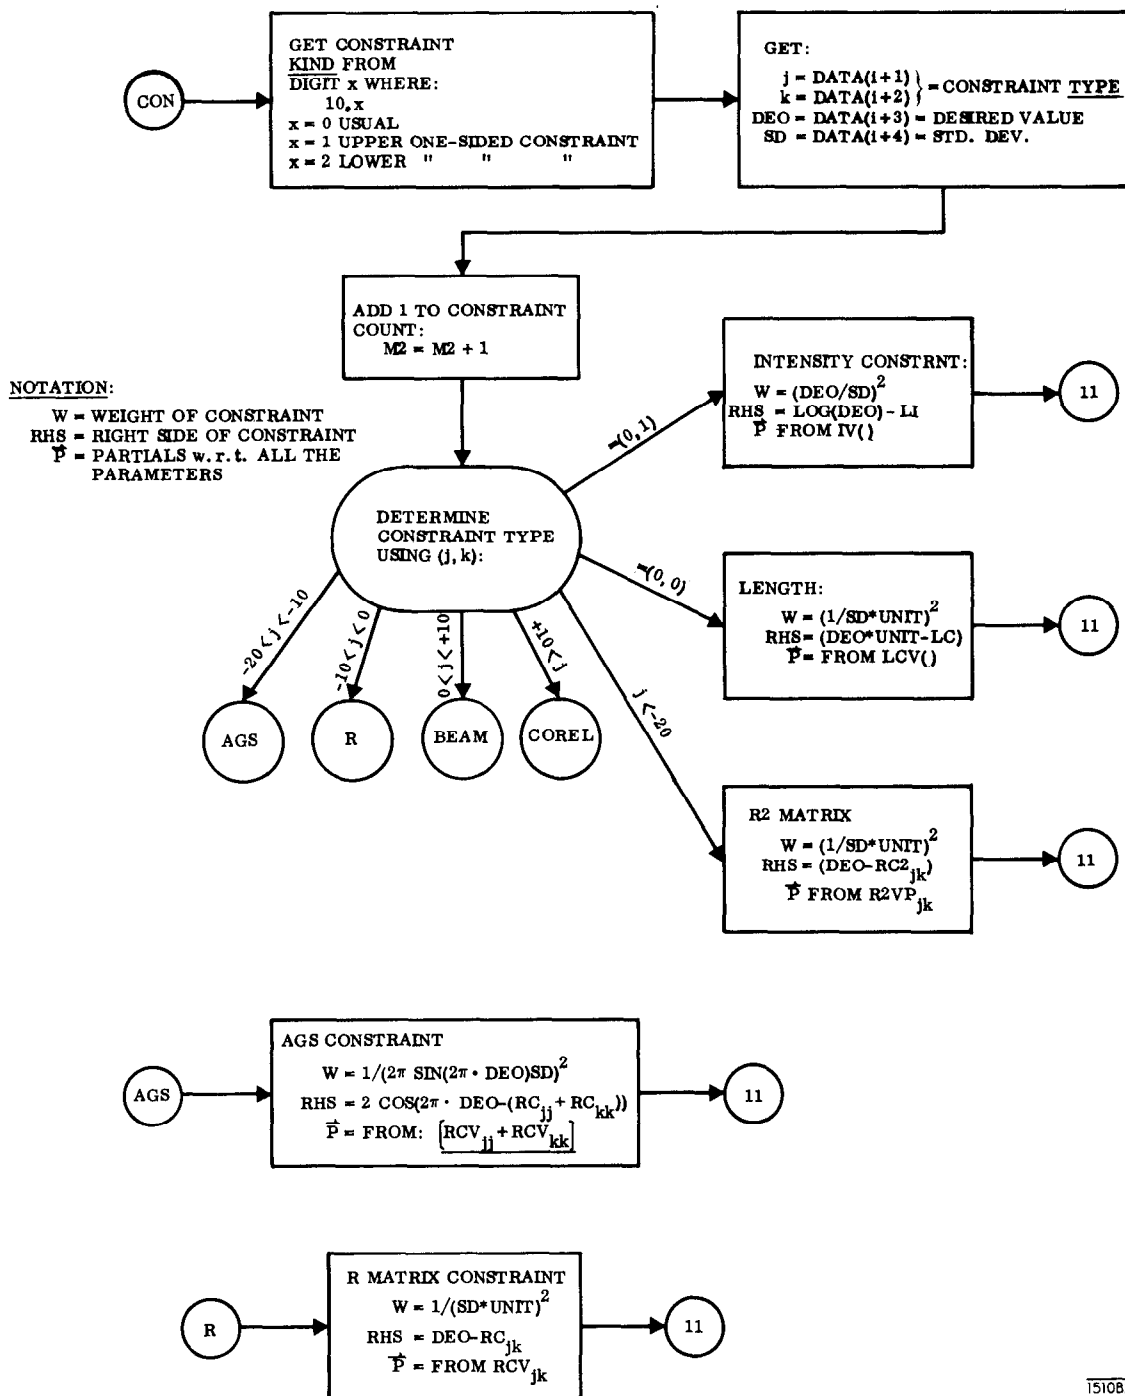 CON
GET CONSTRAINT
KIND FROM
DIGIT x WHERE:
10.x
x = 0 USUAL
x = 1 UPPER ONE-SIDED CONSTRAINT
x = 2 LOWER " " "
GET:
j = DATA(i+1)
k = DATA(i+2) } = CONSTRAINT TYPE
DEO = DATA(i+3) = DESIRED VALUE
SD = DATA(i+4) = STD. DEV.
ADD 1 TO CONSTRAINT
COUNT:
M2 = M2 + 1
NOTATION:
W = WEIGHT OF CONSTRAINT
RHS = RIGHT SIDE OF CONSTRAINT
P⃗ = PARTIALS w.r.t. ALL THE
PARAMETERS
DETERMINE
CONSTRAINT TYPE
USING (j, k):
=(0, 1)
INTENSITY CONSTRNT:
W = (DEO/SD)²
RHS = LOG(DEO) - LI
P⃗ FROM IV()
11
=(0, 0)
LENGTH:
W = (1/SD*UNIT)²
RHS = (DEO*UNIT-LC)
P⃗ = FROM LCV()
11
-20 < j < -10
-10 < j < 0
0 < j < +10
+10 < j
j < -20
AGS
R
BEAM
COREL
R2 MATRIX
W = (1/SD*UNIT)²
RHS = (DEO-RC2jk)
P⃗ FROM R2VPjk
11
AGS
AGS CONSTRAINT
W = 1/(2π SIN(2π · DEO)SD)²
RHS = 2 COS(2π · DEO-(RCjj + RCkk))
P⃗ = FROM: [RCVjj + RCVkk]
11
R
R MATRIX CONSTRAINT
W = 1/(SD*UNIT)²
RHS = DEO-RCjk
P⃗ = FROM RCVjk
11
1510B